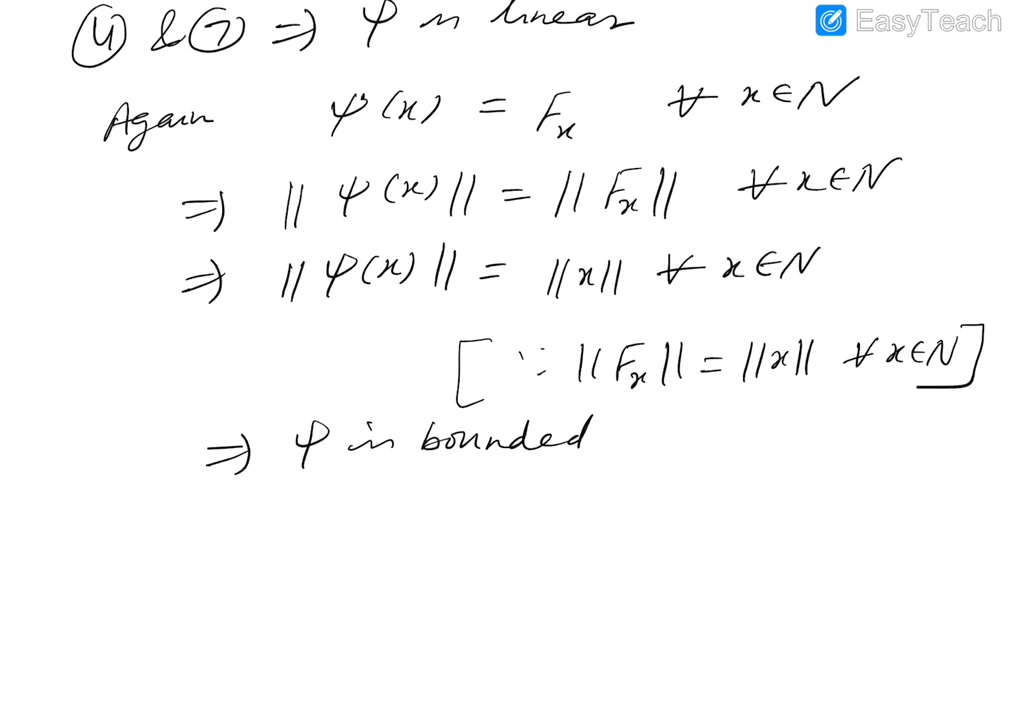 ④ & ⑦ ⇒ ψ is linear
EasyTeach
Again ψ(x) = Fₓ ∀ x∈N
⇒ || ψ(x) || = || Fₓ || ∀ x∈N
⇒ || ψ(x) || = ||x|| ∀ x∈N
[ ∵ || Fₓ || = ||x|| ∀ x∈N ]
⇒ ψ is bounded